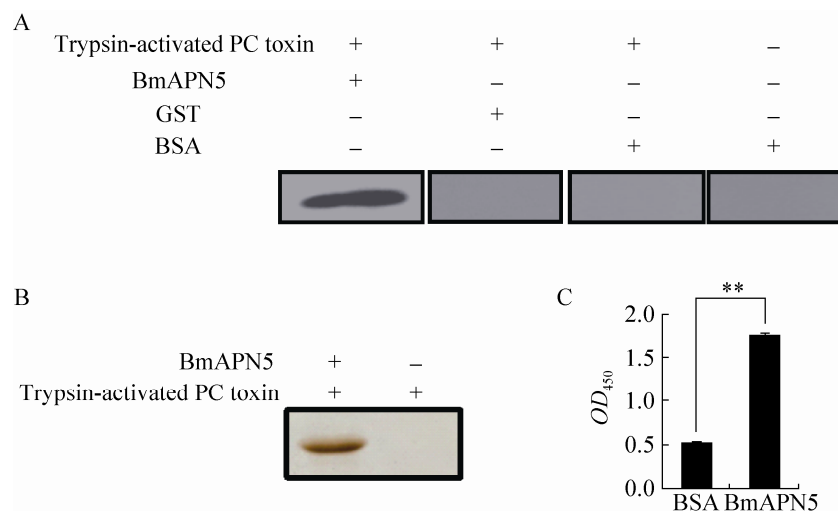 A
Trypsin-activated PC toxin + + + –
BmAPN5 + – – –
GST – + – –
BSA – – + +
B
BmAPN5 + –
Trypsin-activated PC toxin + +
C
**
OD450
2.0
1.5
1.0
0.5
0.0
BSA BmAPN5